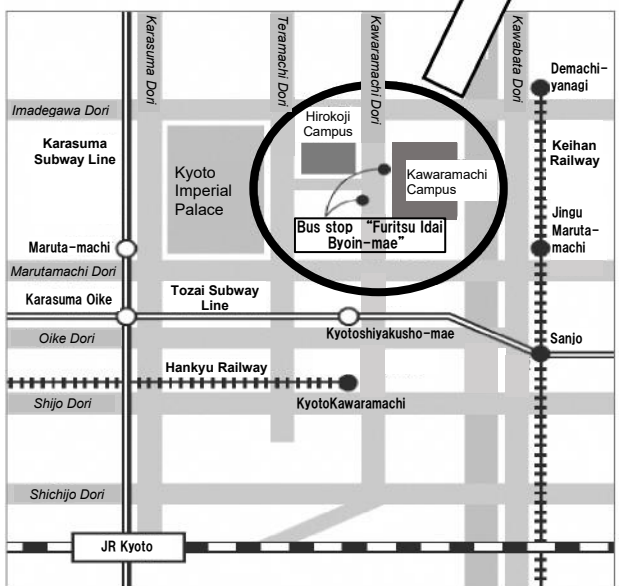 Karasuma Dori
Teramachi Dori
Kawaramachi Dori
Kawabata Dori
Demachi-
yanagi
Imadegawa Dori
Hirokoji
Campus
Karasuma
Subway Line
Keihan
Railway
Kyoto
Imperial
Palace
Kawaramachi
Campus
Bus stop “Furitsu Idai
Byoin-mae”
Jingu
Maruta-
machi
Maruta-machi
Marutamachi Dori
Karasuma Oike
Tozai Subway
Line
Oike Dori
Kyotoshiyakusho-mae
Sanjo
Hankyu Railway
Shijo Dori
KyotoKawaramachi
Shichijo Dori
JR Kyoto